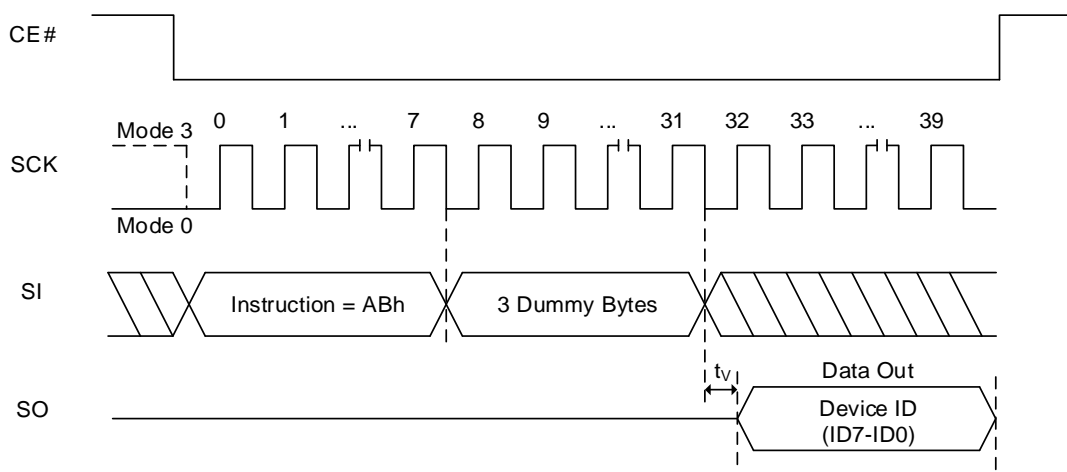 CE#
0 1 ... 7 8 9 ... 31 32 33 ... 39
Mode 3
SCK
Mode 0
SI
Instruction = ABh
3 Dummy Bytes
tV
Data Out
SO
Device ID
(ID7-ID0)